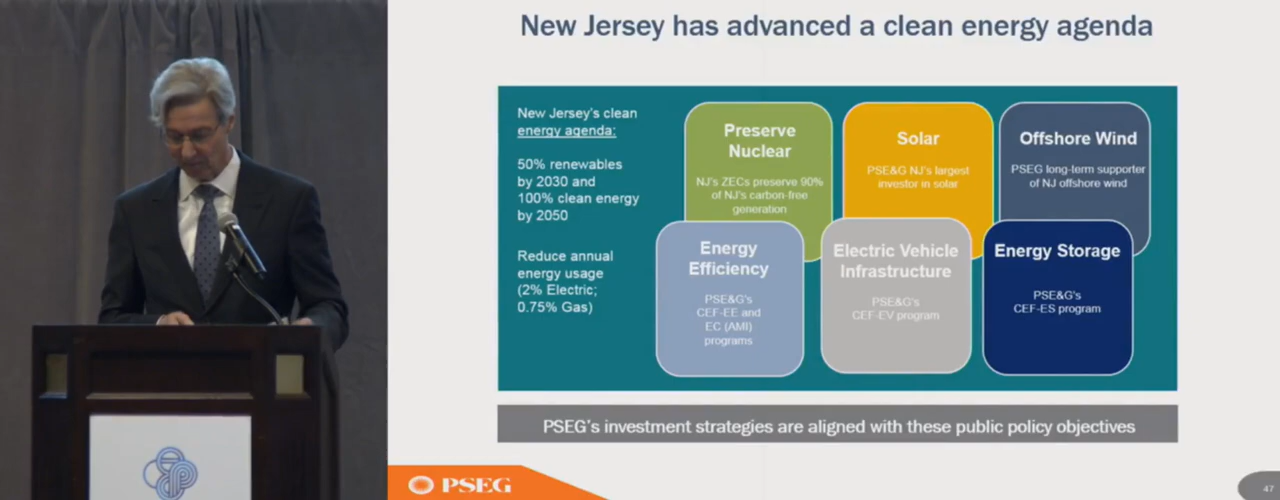 New Jersey has advanced a clean energy agenda
New Jersey's clean
energy agenda:
50% renewables
by 2030 and
100% clean energy
by 2050
Reduce annual
energy usage
(2% Electric;
0.75% Gas)
Preserve
Nuclear
NJ's ZECs preserve 90%
of NJ's carbon-free
generation
Solar
PSE&G NJ's largest
investor in solar
Offshore Wind
PSEG long-term supporter
of NJ offshore wind
Energy
Efficiency
PSE&G's
CEF-EE and
EC (AMI)
programs
Electric Vehicle
Infrastructure
PSE&G's
CEF-EV program
Energy Storage
PSE&G's
CEF-ES program
PSEG's investment strategies are aligned with these public policy objectives
PSEG
47